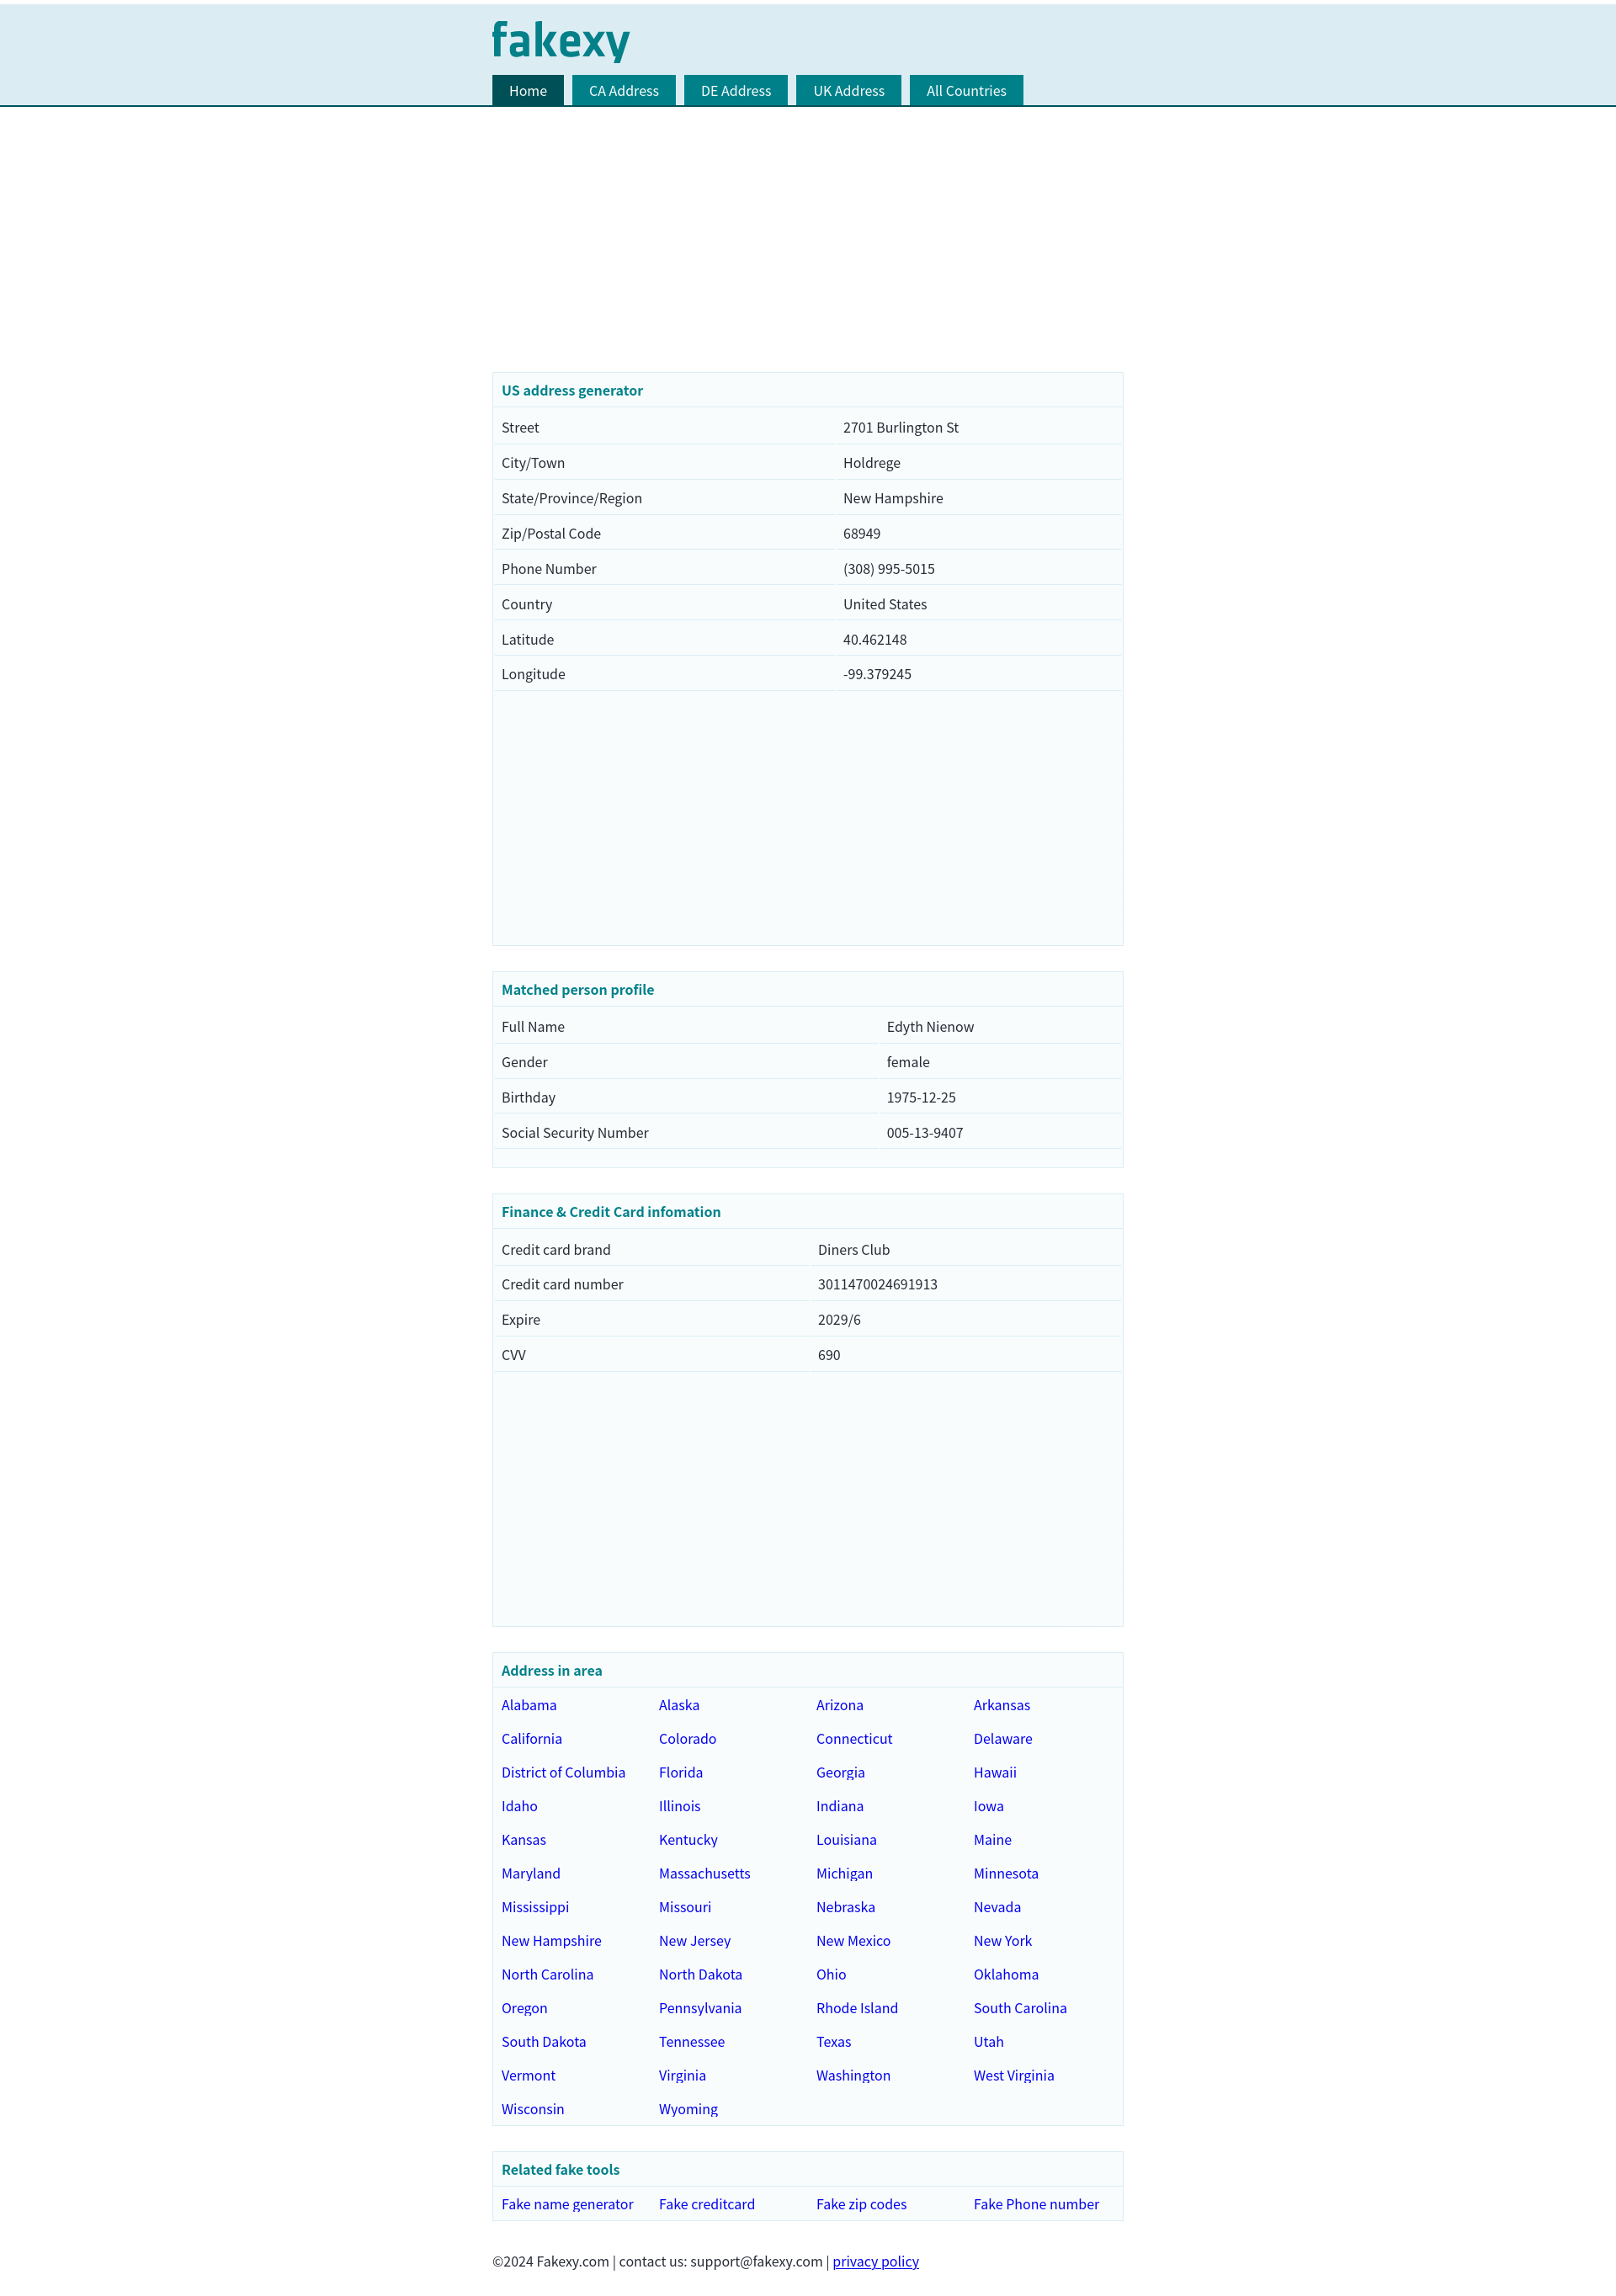 fakexy
Home CA Address DE Address UK Address All Countries
US address generator
Street 2701 Burlington St
City/Town Holdrege
State/Province/Region New Hampshire
Zip/Postal Code 68949
Phone Number (308) 995-5015
Country United States
Latitude 40.462148
Longitude -99.379245
Matched person profile
Full Name Edyth Nienow
Gender female
Birthday 1975-12-25
Social Security Number 005-13-9407
Finance & Credit Card infomation
Credit card brand Diners Club
Credit card number 3011470024691913
Expire 2029/6
CVV 690
Address in area
Alabama Alaska Arizona Arkansas
California Colorado Connecticut Delaware
District of Columbia Florida Georgia Hawaii
Idaho Illinois Indiana Iowa
Kansas Kentucky Louisiana Maine
Maryland Massachusetts Michigan Minnesota
Mississippi Missouri Nebraska Nevada
New Hampshire New Jersey New Mexico New York
North Carolina North Dakota Ohio Oklahoma
Oregon Pennsylvania Rhode Island South Carolina
South Dakota Tennessee Texas Utah
Vermont Virginia Washington West Virginia
Wisconsin Wyoming
Related fake tools
Fake name generator Fake creditcard Fake zip codes Fake Phone number
©2024 Fakexy.com | contact us: support@fakexy.com | privacy policy